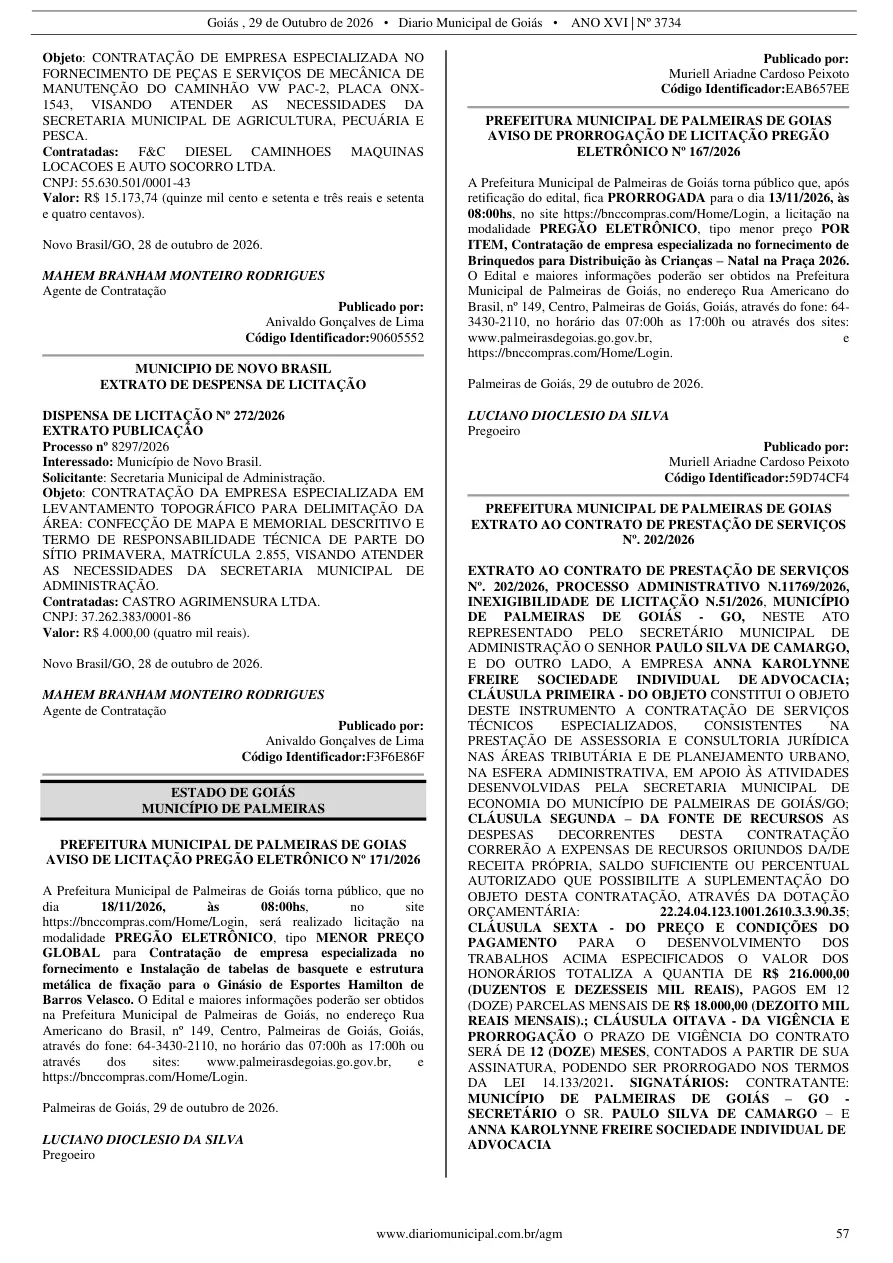 Goiás , 29 de Outubro de 2026 • Diario Municipal de Goiás • ANO XVI | Nº 3734
Objeto: CONTRATAÇÃO DE EMPRESA ESPECIALIZADA NO
FORNECIMENTO DE PEÇAS E SERVIÇOS DE MECÂNICA DE
MANUTENÇÃO DO CAMINHÃO VW PAC-2, PLACA ONX-
1543, VISANDO ATENDER AS NECESSIDADES DA
SECRETARIA MUNICIPAL DE AGRICULTURA, PECUÁRIA E
PESCA.
Contratadas: F&C DIESEL CAMINHOES MAQUINAS
LOCACOES E AUTO SOCORRO LTDA.
CNPJ: 55.630.501/0001-43
Valor: R$ 15.173,74 (quinze mil cento e setenta e três reais e setenta
e quatro centavos).
Novo Brasil/GO, 28 de outubro de 2026.
MAHEM BRANHAM MONTEIRO RODRIGUES
Agente de Contratação
Publicado por:
Anivaldo Gonçalves de Lima
Código Identificador:90605552
MUNICIPIO DE NOVO BRASIL
EXTRATO DE DESPENSA DE LICITAÇÃO
DISPENSA DE LICITAÇÃO Nº 272/2026
EXTRATO PUBLICAÇÃO
Processo nº 8297/2026
Interessado: Município de Novo Brasil.
Solicitante: Secretaria Municipal de Administração.
Objeto: CONTRATAÇÃO DA EMPRESA ESPECIALIZADA EM
LEVANTAMENTO TOPOGRÁFICO PARA DELIMITAÇÃO DA
ÁREA: CONFECÇÃO DE MAPA E MEMORIAL DESCRITIVO E
TERMO DE RESPONSABILIDADE TÉCNICA DE PARTE DO
SÍTIO PRIMAVERA, MATRÍCULA 2.855, VISANDO ATENDER
AS NECESSIDADES DA SECRETARIA MUNICIPAL DE
ADMINISTRAÇÃO.
Contratadas: CASTRO AGRIMENSURA LTDA.
CNPJ: 37.262.383/0001-86
Valor: R$ 4.000,00 (quatro mil reais).
Novo Brasil/GO, 28 de outubro de 2026.
MAHEM BRANHAM MONTEIRO RODRIGUES
Agente de Contratação
Publicado por:
Anivaldo Gonçalves de Lima
Código Identificador:F3F6E86F
ESTADO DE GOIÁS
MUNICÍPIO DE PALMEIRAS
PREFEITURA MUNICIPAL DE PALMEIRAS DE GOIAS
AVISO DE LICITAÇÃO PREGÃO ELETRÔNICO Nº 171/2026
A Prefeitura Municipal de Palmeiras de Goiás torna público, que no
dia 18/11/2026, às 08:00hs, no site
https://bnccompras.com/Home/Login, será realizado licitação na
modalidade PREGÃO ELETRÔNICO, tipo MENOR PREÇO
GLOBAL para Contratação de empresa especializada no
fornecimento e Instalação de tabelas de basquete e estrutura
metálica de fixação para o Ginásio de Esportes Hamilton de
Barros Velasco. O Edital e maiores informações poderão ser obtidos
na Prefeitura Municipal de Palmeiras de Goiás, no endereço Rua
Americano do Brasil, nº 149, Centro, Palmeiras de Goiás, Goiás,
através do fone: 64-3430-2110, no horário das 07:00h as 17:00h ou
através dos sites: www.palmeirasdegoias.go.gov.br, e
https://bnccompras.com/Home/Login.
Palmeiras de Goiás, 29 de outubro de 2026.
LUCIANO DIOCLESIO DA SILVA
Pregoeiro
Publicado por:
Muriell Ariadne Cardoso Peixoto
Código Identificador:EAB657EE
PREFEITURA MUNICIPAL DE PALMEIRAS DE GOIAS
AVISO DE PRORROGAÇÃO DE LICITAÇÃO PREGÃO
ELETRÔNICO Nº 167/2026
A Prefeitura Municipal de Palmeiras de Goiás torna público que, após
retificação do edital, fica PRORROGADA para o dia 13/11/2026, às
08:00hs, no site https://bnccompras.com/Home/Login, a licitação na
modalidade PREGÃO ELETRÔNICO, tipo menor preço POR
ITEM, Contratação de empresa especializada no fornecimento de
Brinquedos para Distribuição às Crianças – Natal na Praça 2026.
O Edital e maiores informações poderão ser obtidos na Prefeitura
Municipal de Palmeiras de Goiás, no endereço Rua Americano do
Brasil, nº 149, Centro, Palmeiras de Goiás, Goiás, através do fone: 64-
3430-2110, no horário das 07:00h as 17:00h ou através dos sites:
www.palmeirasdegoias.go.gov.br, e
https://bnccompras.com/Home/Login.
Palmeiras de Goiás, 29 de outubro de 2026.
LUCIANO DIOCLESIO DA SILVA
Pregoeiro
Publicado por:
Muriell Ariadne Cardoso Peixoto
Código Identificador:59D74CF4
PREFEITURA MUNICIPAL DE PALMEIRAS DE GOIAS
EXTRATO AO CONTRATO DE PRESTAÇÃO DE SERVIÇOS
Nº. 202/2026
EXTRATO AO CONTRATO DE PRESTAÇÃO DE SERVIÇOS
Nº. 202/2026, PROCESSO ADMINISTRATIVO N.11769/2026,
INEXIGIBILIDADE DE LICITAÇÃO N.51/2026, MUNICÍPIO
DE PALMEIRAS DE GOIÁS - GO, NESTE ATO
REPRESENTADO PELO SECRETÁRIO MUNICIPAL DE
ADMINISTRAÇÃO O SENHOR PAULO SILVA DE CAMARGO,
E DO OUTRO LADO, A EMPRESA ANNA KAROLYNNE
FREIRE SOCIEDADE INDIVIDUAL DE ADVOCACIA;
CLÁUSULA PRIMEIRA - DO OBJETO CONSTITUI O OBJETO
DESTE INSTRUMENTO A CONTRATAÇÃO DE SERVIÇOS
TÉCNICOS ESPECIALIZADOS, CONSISTENTES NA
PRESTAÇÃO DE ASSESSORIA E CONSULTORIA JURÍDICA
NAS ÁREAS TRIBUTÁRIA E DE PLANEJAMENTO URBANO,
NA ESFERA ADMINISTRATIVA, EM APOIO ÀS ATIVIDADES
DESENVOLVIDAS PELA SECRETARIA MUNICIPAL DE
ECONOMIA DO MUNICÍPIO DE PALMEIRAS DE GOIÁS/GO;
CLÁUSULA SEGUNDA – DA FONTE DE RECURSOS AS
DESPESAS DECORRENTES DESTA CONTRATAÇÃO
CORRERÃO A EXPENSAS DE RECURSOS ORIUNDOS DA/DE
RECEITA PRÓPRIA, SALDO SUFICIENTE OU PERCENTUAL
AUTORIZADO QUE POSSIBILITE A SUPLEMENTAÇÃO DO
OBJETO DESTA CONTRATAÇÃO, ATRAVÉS DA DOTAÇÃO
ORÇAMENTÁRIA: 22.24.04.123.1001.2610.3.3.90.35;
CLÁUSULA SEXTA - DO PREÇO E CONDIÇÕES DO
PAGAMENTO PARA O DESENVOLVIMENTO DOS
TRABALHOS ACIMA ESPECIFICADOS O VALOR DOS
HONORÁRIOS TOTALIZA A QUANTIA DE R$ 216.000,00
(DUZENTOS E DEZESSEIS MIL REAIS), PAGOS EM 12
(DOZE) PARCELAS MENSAIS DE R$ 18.000,00 (DEZOITO MIL
REAIS MENSAIS).; CLÁUSULA OITAVA - DA VIGÊNCIA E
PRORROGAÇÃO O PRAZO DE VIGÊNCIA DO CONTRATO
SERÁ DE 12 (DOZE) MESES, CONTADOS A PARTIR DE SUA
ASSINATURA, PODENDO SER PRORROGADO NOS TERMOS
DA LEI 14.133/2021. SIGNATÁRIOS: CONTRATANTE:
MUNICÍPIO DE PALMEIRAS DE GOIÁS – GO -
SECRETÁRIO O SR. PAULO SILVA DE CAMARGO – E
ANNA KAROLYNNE FREIRE SOCIEDADE INDIVIDUAL DE
ADVOCACIA
www.diariomunicipal.com.br/agm 57